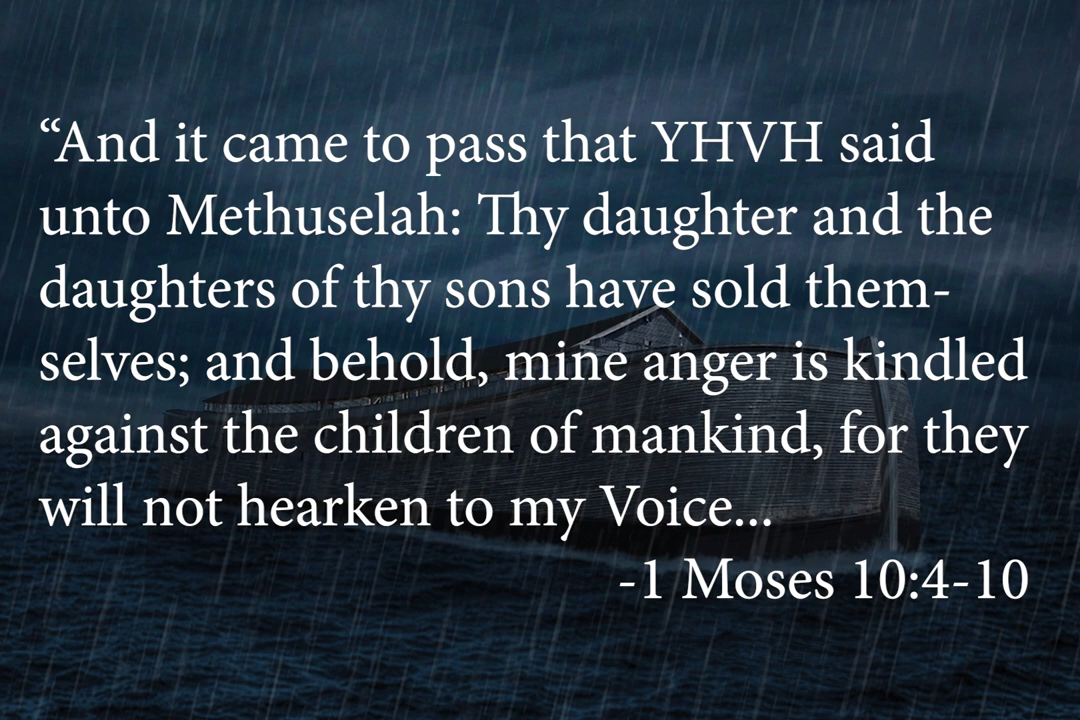 “And it came to pass that YHVH said
unto Methuselah: Thy daughter and the
daughters of thy sons have sold them-
selves; and behold, mine anger is kindled
against the children of mankind, for they
will not hearken to my Voice...
-1 Moses 10:4-10